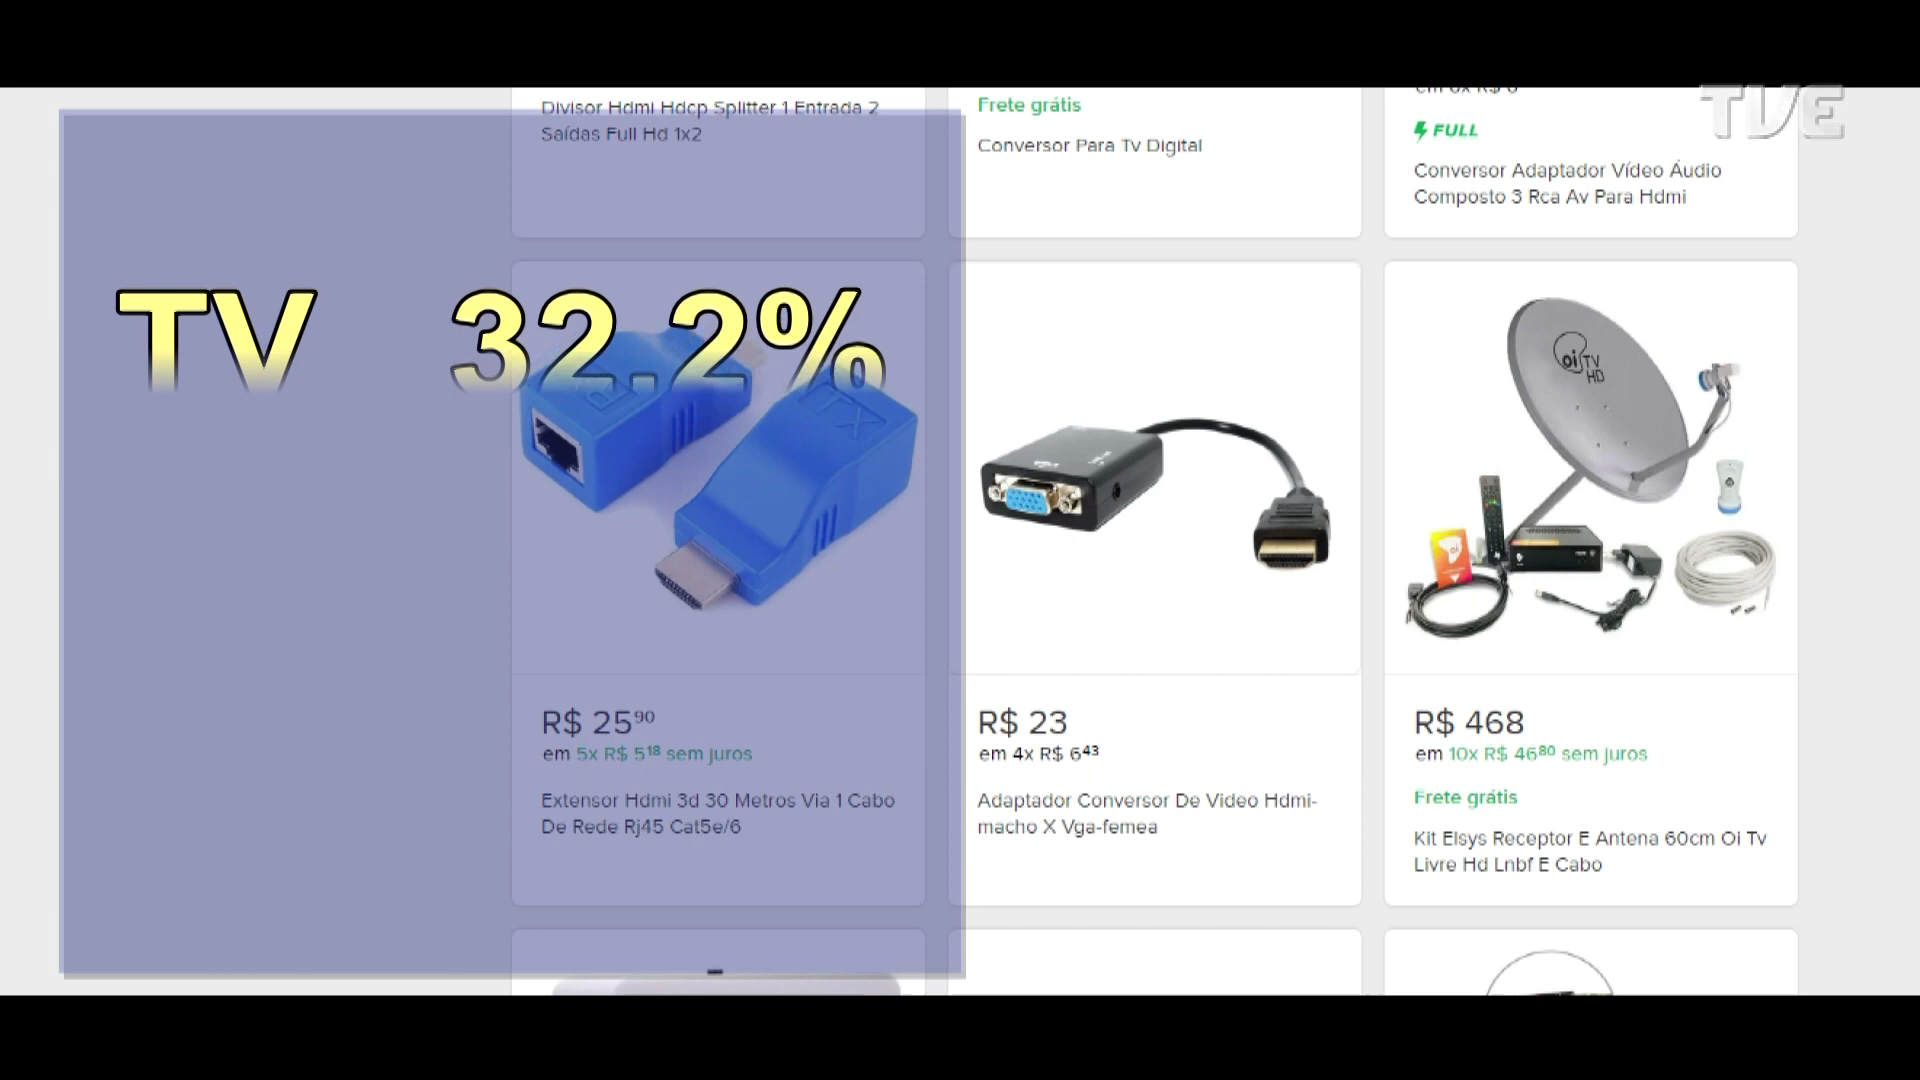 Divisor Hdmi Hdcp Splitter 1 Entrada 2
Saídas Full Hd 1x2
Frete grátis
Conversor Para Tv Digital
FULL
Conversor Adaptador Vídeo Áudio
Composto 3 Rca Av Para Hdmi
TVE
TV 32.2%
TX
oi TV
HD
R$ 25⁹⁰
em 5x R$ 5¹⁸ sem juros
Extensor Hdmi 3d 30 Metros Via 1 Cabo
De Rede Rj45 Cat5e/6
R$ 23
em 4x R$ 6⁴³
Adaptador Conversor De Video Hdmi-
macho X Vga-femea
R$ 468
em 10x R$ 46⁸⁰ sem juros
Frete grátis
Kit Elsys Receptor E Antena 60cm Oi Tv
Livre Hd Lnbf E Cabo